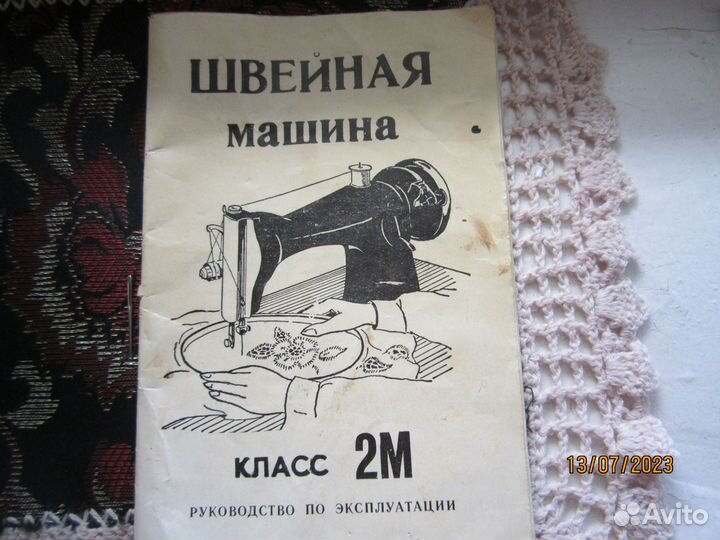 ШВЕЙНАЯ
машина
КЛАСС 2М
РУКОВОДСТВО ПО ЭКСПЛУАТАЦИИ
13/07/2023
Avito